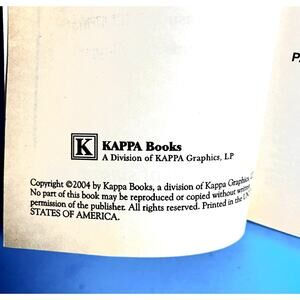 K
KAPPA Books
A Division of KAPPA Graphics, LP
Copyright ©2004 by Kappa Books, a division of Kappa Graphics
No part of this book may be reproduced or copied without written
permission of the publisher. All rights reserved. Printed in the
STATES OF AMERICA.